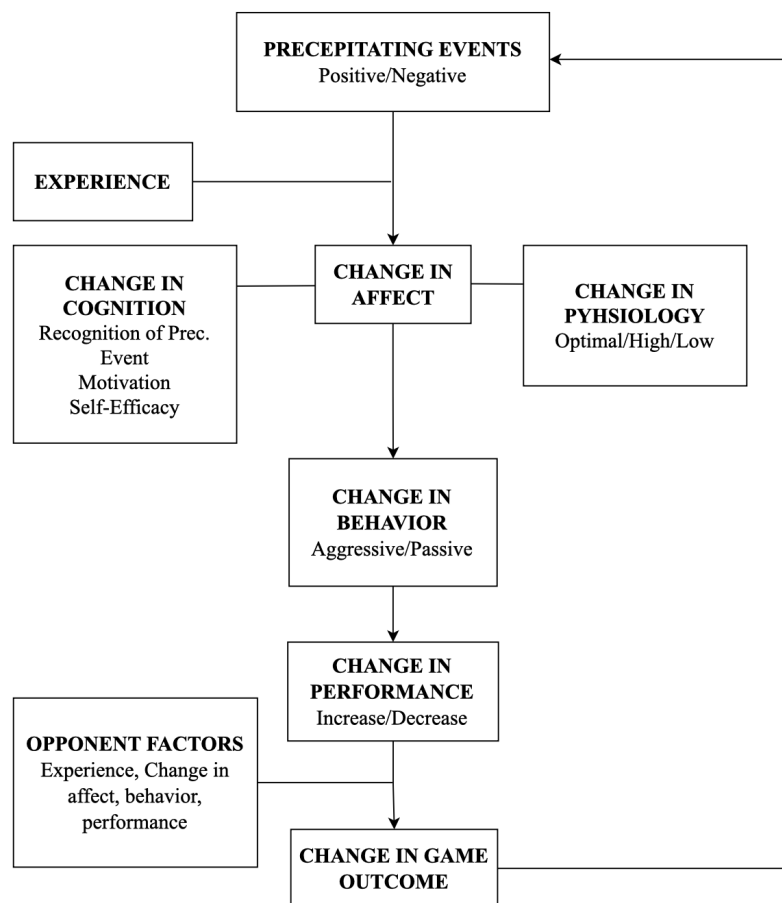 PRECEPITATING EVENTS
Positive/Negative
EXPERIENCE
CHANGE IN
COGNITION
Recognition of Prec.
Event
Motivation
Self-Efficacy
CHANGE IN
AFFECT
CHANGE IN
PYHSIOLOGY
Optimal/High/Low
CHANGE IN
BEHAVIOR
Aggressive/Passive
CHANGE IN
PERFORMANCE
Increase/Decrease
OPPONENT FACTORS
Experience, Change in
affect, behavior,
performance
CHANGE IN GAME
OUTCOME